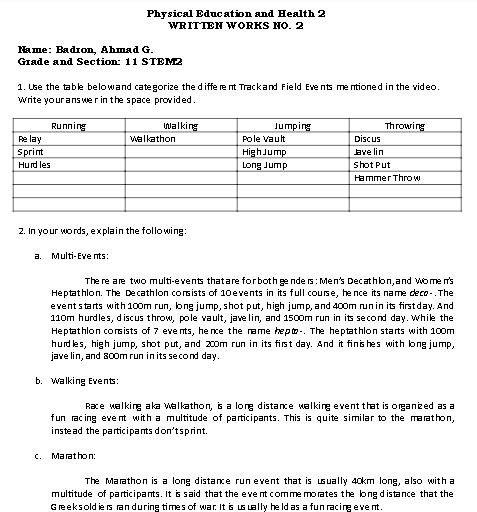 Physical Education and Health 2
WRITTEN WORKS NO. 2
Name: Badron, Ahmad G.
Grade and Section: 11 STEM2
1. Use the table below and categorize the different Track and Field Events mentioned in the video.
Write your answer in the space provided.
Running Walking Jumping Throwing
Relay Walkathon Pole Vault Discus
Sprint High Jump Javelin
Hurdles Long Jump Shot Put
Hammer Throw
2. In your words, explain the following:
a. Multi-Events:
There are two multi-events that are for both genders: Men's Decathlon, and Women's
Heptathlon. The Decathlon consists of 10 events in its full course, hence its name deca-. The
event starts with 100m run, long jump, shot put, high jump, and 400m run in its first day. And
110m hurdles, discus throw, pole vault, javelin, and 1500m run in its second day. While the
Heptathlon consists of 7 events, hence the name hepta-. The heptathlon starts with 100m
hurdles, high jump, shot put, and 200m run in its first day. And it finishes with long jump,
javelin, and 800m run in its second day.
b. Walking Events:
Race walking aka Walkathon, is a long distance walking event that is organized as a
fun racing event with a multitude of participants. This is quite similar to the marathon,
instead the participants don't sprint.
c. Marathon:
The Marathon is a long distance run event that is usually 40km long, also with a
multitude of participants. It is said that the event commemorates the long distance that the
Greek soldiers ran during times of war. It is usually held as a fun racing event.